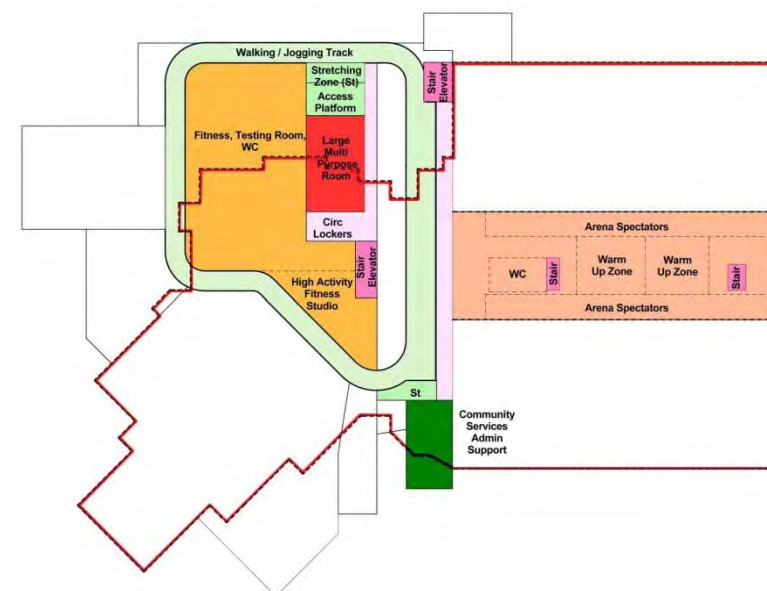 Walking / Jogging Track
Stretching
Zone (St)
Access
Platform
Stair
Elevator
Fitness, Testing Room,
WC
Large
Multi
Purpose
Room
Circ
Lockers
Stair
Elevator
High Activity
Fitness
Studio
Arena Spectators
WC
Stair
Warm
Up Zone
Warm
Up Zone
Stair
Arena Spectators
St
Community
Services
Admin
Support